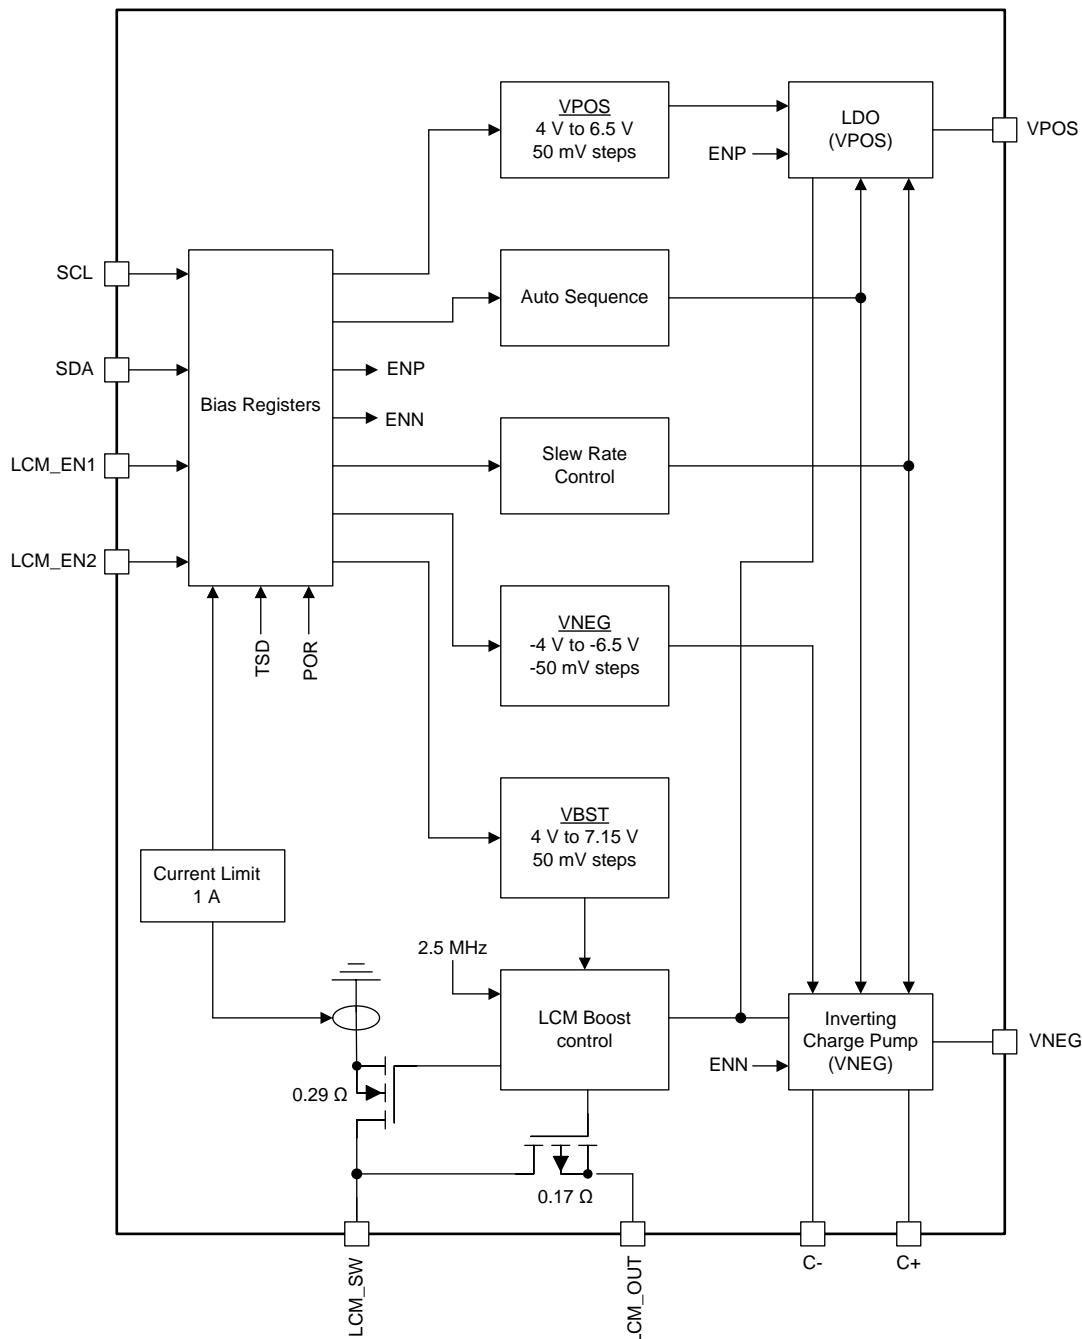 VPOS
4 V to 6.5 V
50 mV steps
LDO
(VPOS)
VPOS
ENP
SCL
Auto Sequence
SDA
Bias Registers
ENP
ENN
LCM_EN1
Slew Rate
Control
LCM_EN2
VNEG
-4 V to -6.5 V
-50 mV steps
TSD
POR
VBST
4 V to 7.15 V
50 mV steps
Current Limit
1 A
2.5 MHz
LCM Boost
control
Inverting
Charge Pump
(VNEG)
VNEG
ENN
0.29 Ω
0.17 Ω
LCM_SW
LCM_OUT
C-
C+